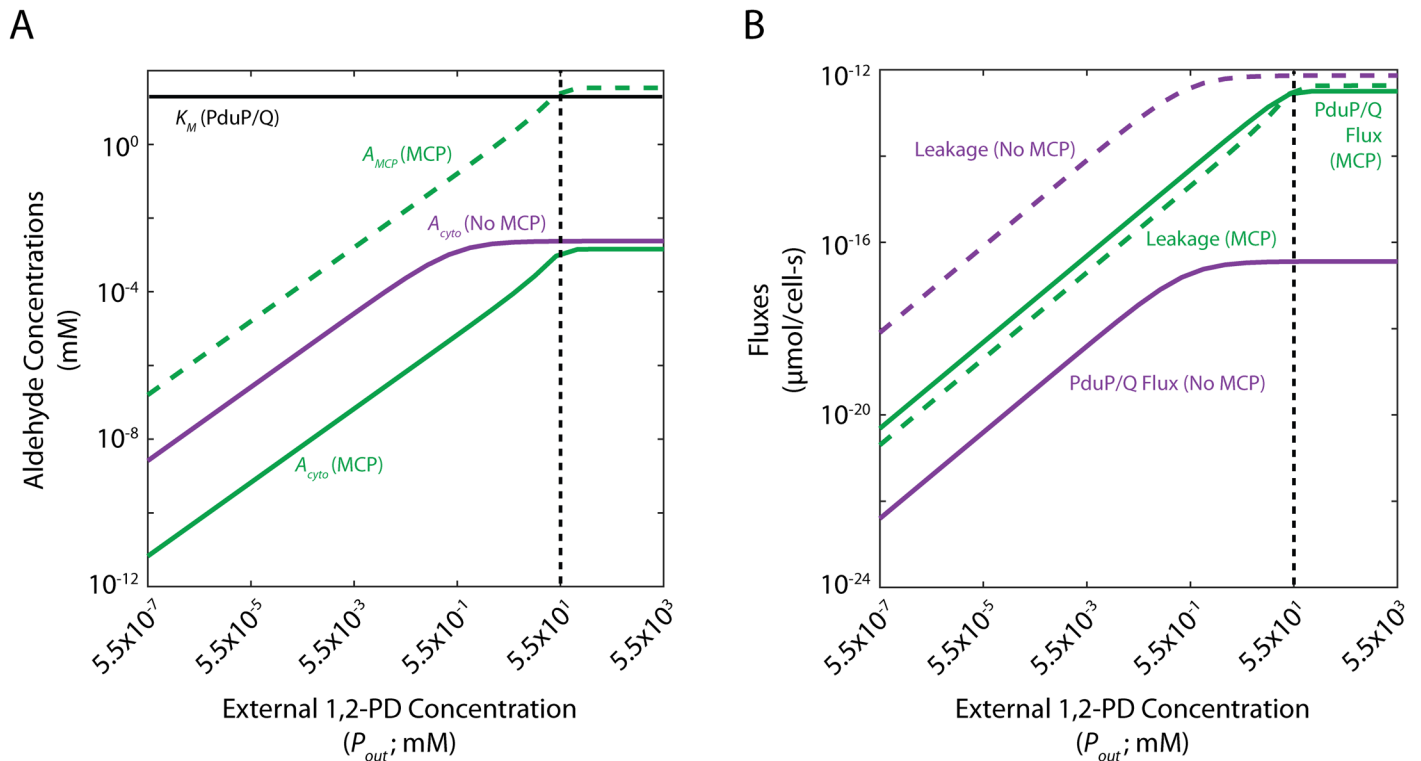 A
Aldehyde Concentrations
(mM)
10^0
10^-4
10^-8
10^-12
K_M (PduP/Q)
A_MCP (MCP)
A_cyto (No MCP)
A_cyto (MCP)
5.5x10^-7
5.5x10^-5
5.5x10^-3
5.5x10^-1
5.5x10^1
5.5x10^3
External 1,2-PD Concentration
(P_out; mM)
B
Fluxes
(µmol/cell-s)
10^-12
10^-16
10^-20
10^-24
Leakage (No MCP)
PduP/Q
Flux
(MCP)
Leakage (MCP)
PduP/Q Flux (No MCP)
5.5x10^-7
5.5x10^-5
5.5x10^-3
5.5x10^-1
5.5x10^1
5.5x10^3
External 1,2-PD Concentration
(P_out; mM)